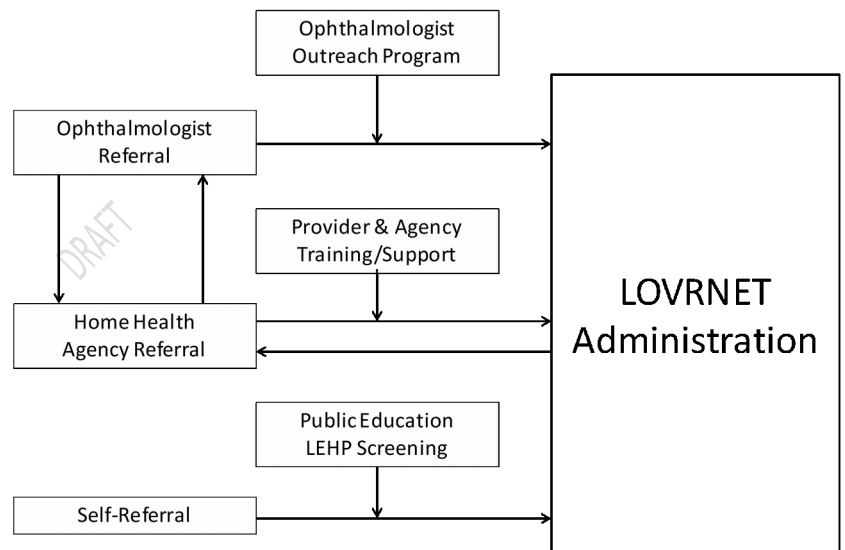 Ophthalmologist
Outreach Program
Ophthalmologist
Referral
DRAFT
Provider & Agency
Training/Support
LOVRNET
Administration
Home Health
Agency Referral
Public Education
LEHP Screening
Self-Referral